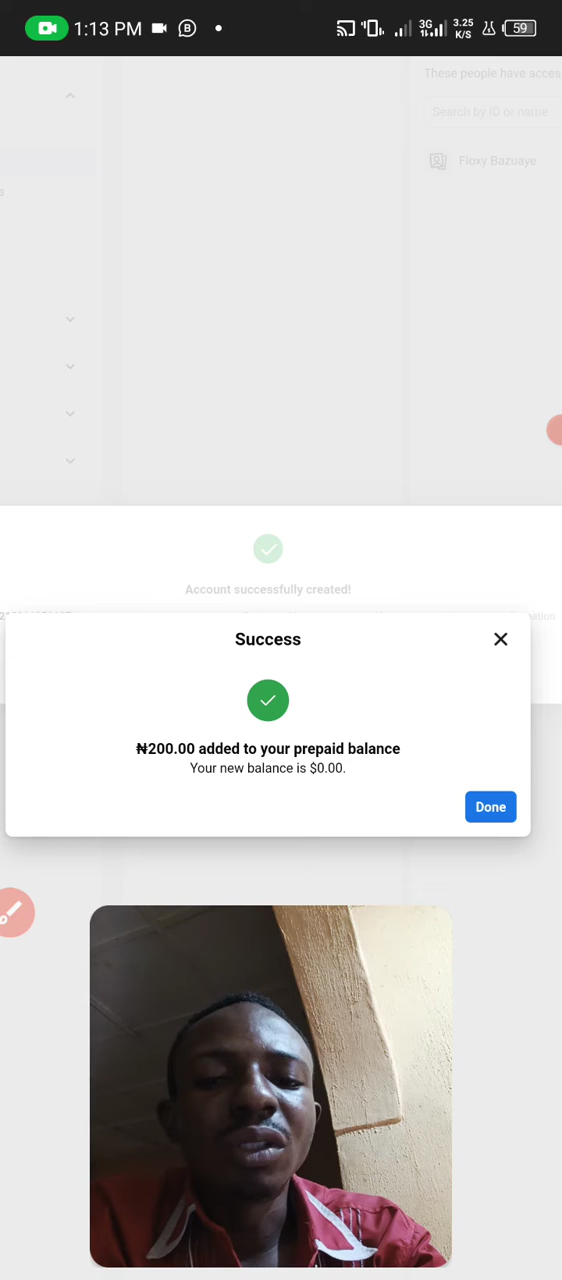 1:13 PM
B
3G
3.25
K/S
59
These people have acces
Search by ID or name
Floxy Bazuaye
s
Account successfully created!
Success
₦200.00 added to your prepaid balance
Your new balance is $0.00.
Done